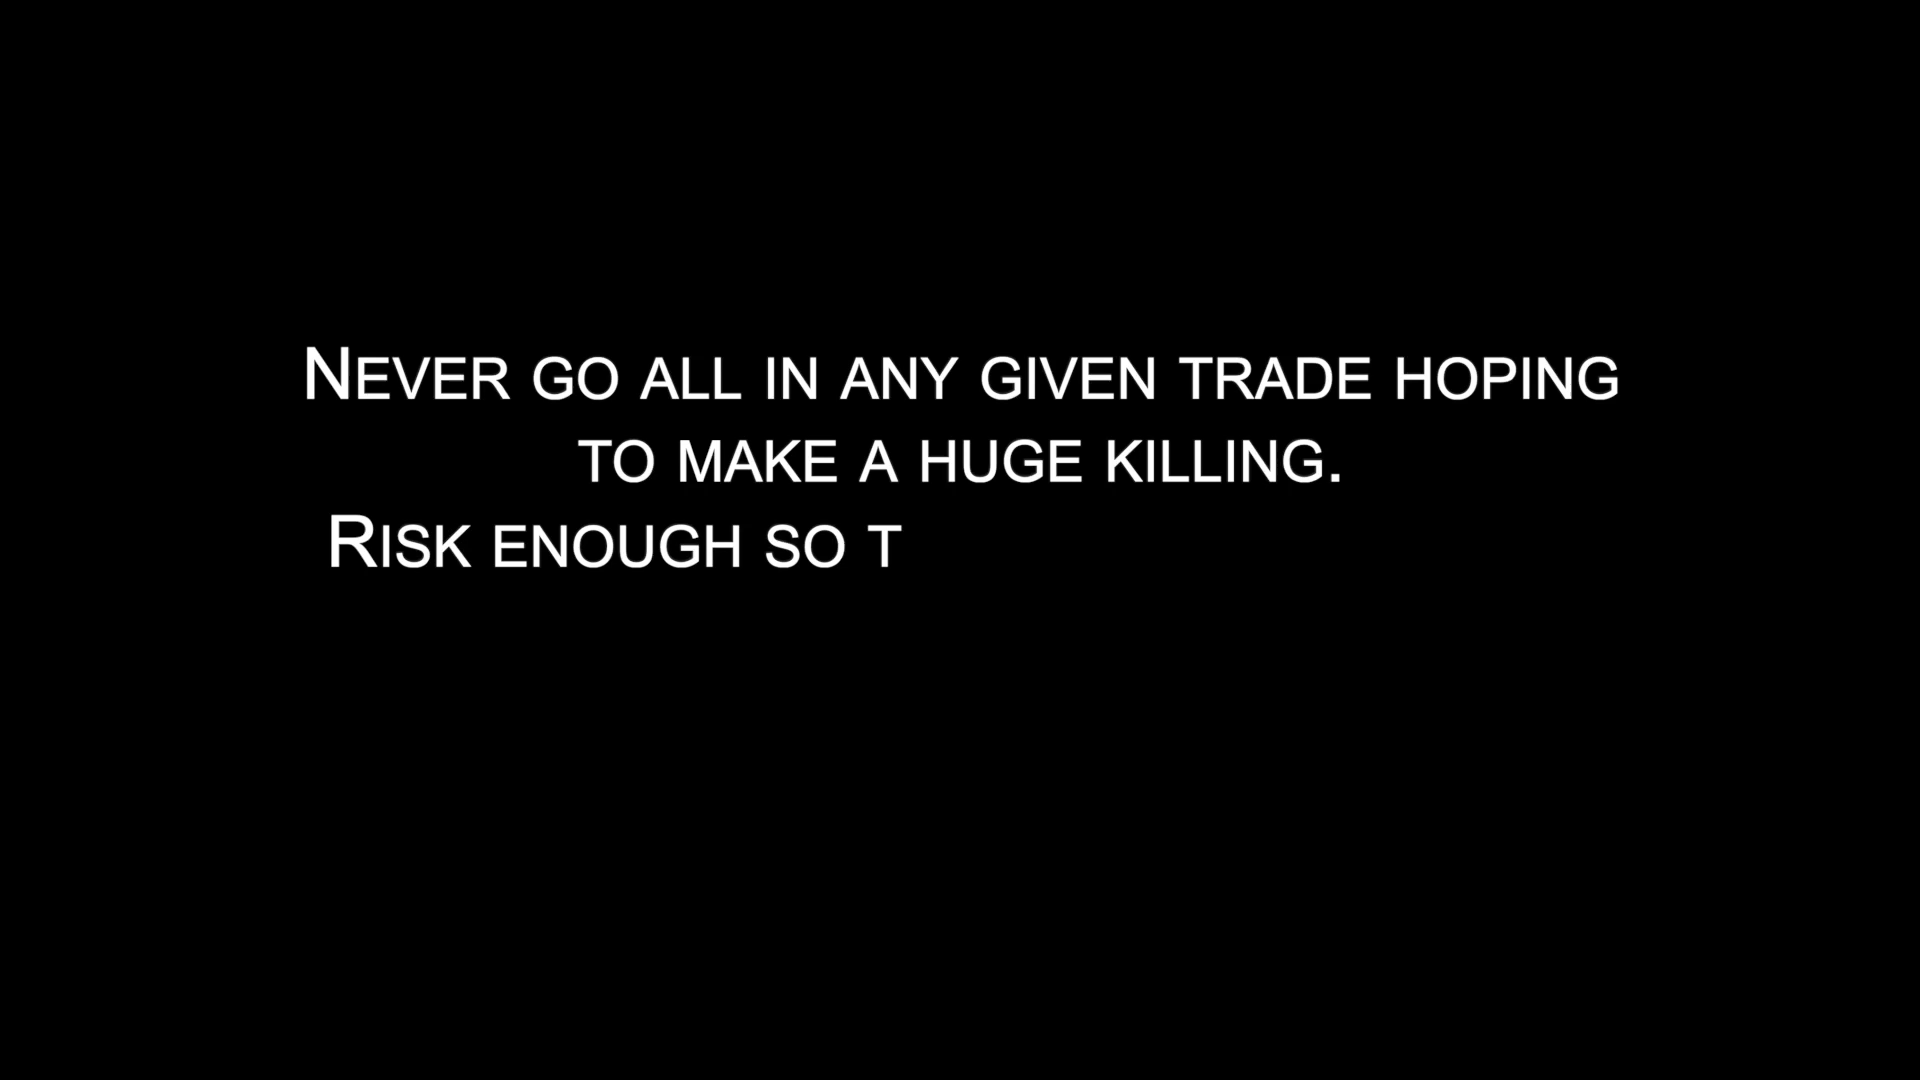 Never go all in any given trade hoping
to make a huge killing.
Risk enough so t